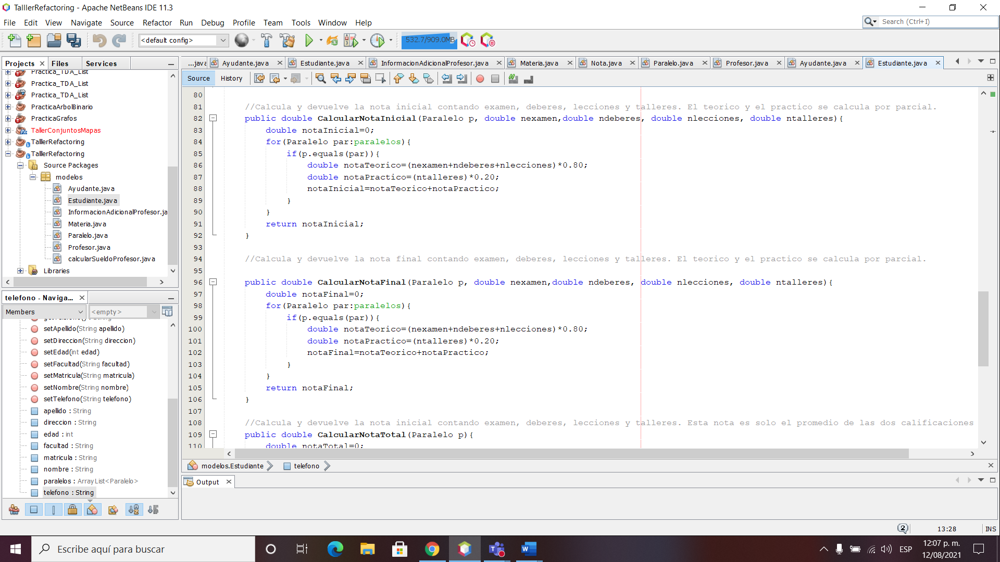 TalllerRefactoring - Apache NetBeans IDE 11.3
File Edit View Navigate Source Refactor Run Debug Profile Team Tools Window Help
Search (Ctrl+I)
<default config>
532.7/909.0MB
Projects Files Services
...java Ayudante.java Estudiante.java InformacionAdicionalProfesor.java Materia.java Nota.java Paralelo.java Profesor.java Ayudante.java Estudiante.java
Source History
Practica_TDA_List
Practica_TDA_List
Practica_TDA_List
PracticaArbolBinario
PracticaGrafos
TallerConjuntosMapas
TalllerRefactoring
TalllerRefactoring
Source Packages
modelos
Ayudante.java
Estudiante.java
InformacionAdicionalProfesor.ja
Materia.java
Paralelo.java
Profesor.java
calcularSueldoProfesor.java
Libraries
telefono - Naviga...
Members <empty>
setApellido(String apellido)
setDireccion(String direccion)
setEdad(int edad)
setFacultad(String facultad)
setMatricula(String matricula)
setNombre(String nombre)
setTelefono(String telefono)
apellido : String
direccion : String
edad : int
facultad : String
matricula : String
nombre : String
paralelos : ArrayList<Paralelo>
telefono : String
80
81 //Calcula y devuelve la nota inicial contando examen, deberes, lecciones y talleres. El teorico y el practico se calcula por parcial.
82 public double CalcularNotaInicial(Paralelo p, double nexamen,double ndeberes, double nlecciones, double ntalleres){
83 double notaInicial=0;
84 for(Paralelo par:paralelos){
85 if(p.equals(par)){
86 double notaTeorico=(nexamen+ndeberes+nlecciones)*0.80;
87 double notaPractico=(ntalleres)*0.20;
88 notaInicial=notaTeorico+notaPractico;
89 }
90 }
91 return notaInicial;
92 }
93
94 //Calcula y devuelve la nota final contando examen, deberes, lecciones y talleres. El teorico y el practico se calcula por parcial.
95
96 public double CalcularNotaFinal(Paralelo p, double nexamen,double ndeberes, double nlecciones, double ntalleres){
97 double notaFinal=0;
98 for(Paralelo par:paralelos){
99 if(p.equals(par)){
100 double notaTeorico=(nexamen+ndeberes+nlecciones)*0.80;
101 double notaPractico=(ntalleres)*0.20;
102 notaFinal=notaTeorico+notaPractico;
103 }
104 }
105 return notaFinal;
106 }
107
108 //Calcula y devuelve la nota inicial contando examen, deberes, lecciones y talleres. Esta nota es solo el promedio de las dos calificaciones
109 public double CalcularNotaTotal(Paralelo p){
110 double notaTotal=0;
modelos.Estudiante telefono
Output
2 13:28 INS
Escribe aquí para buscar
ESP
12:07 p. m.
12/08/2021